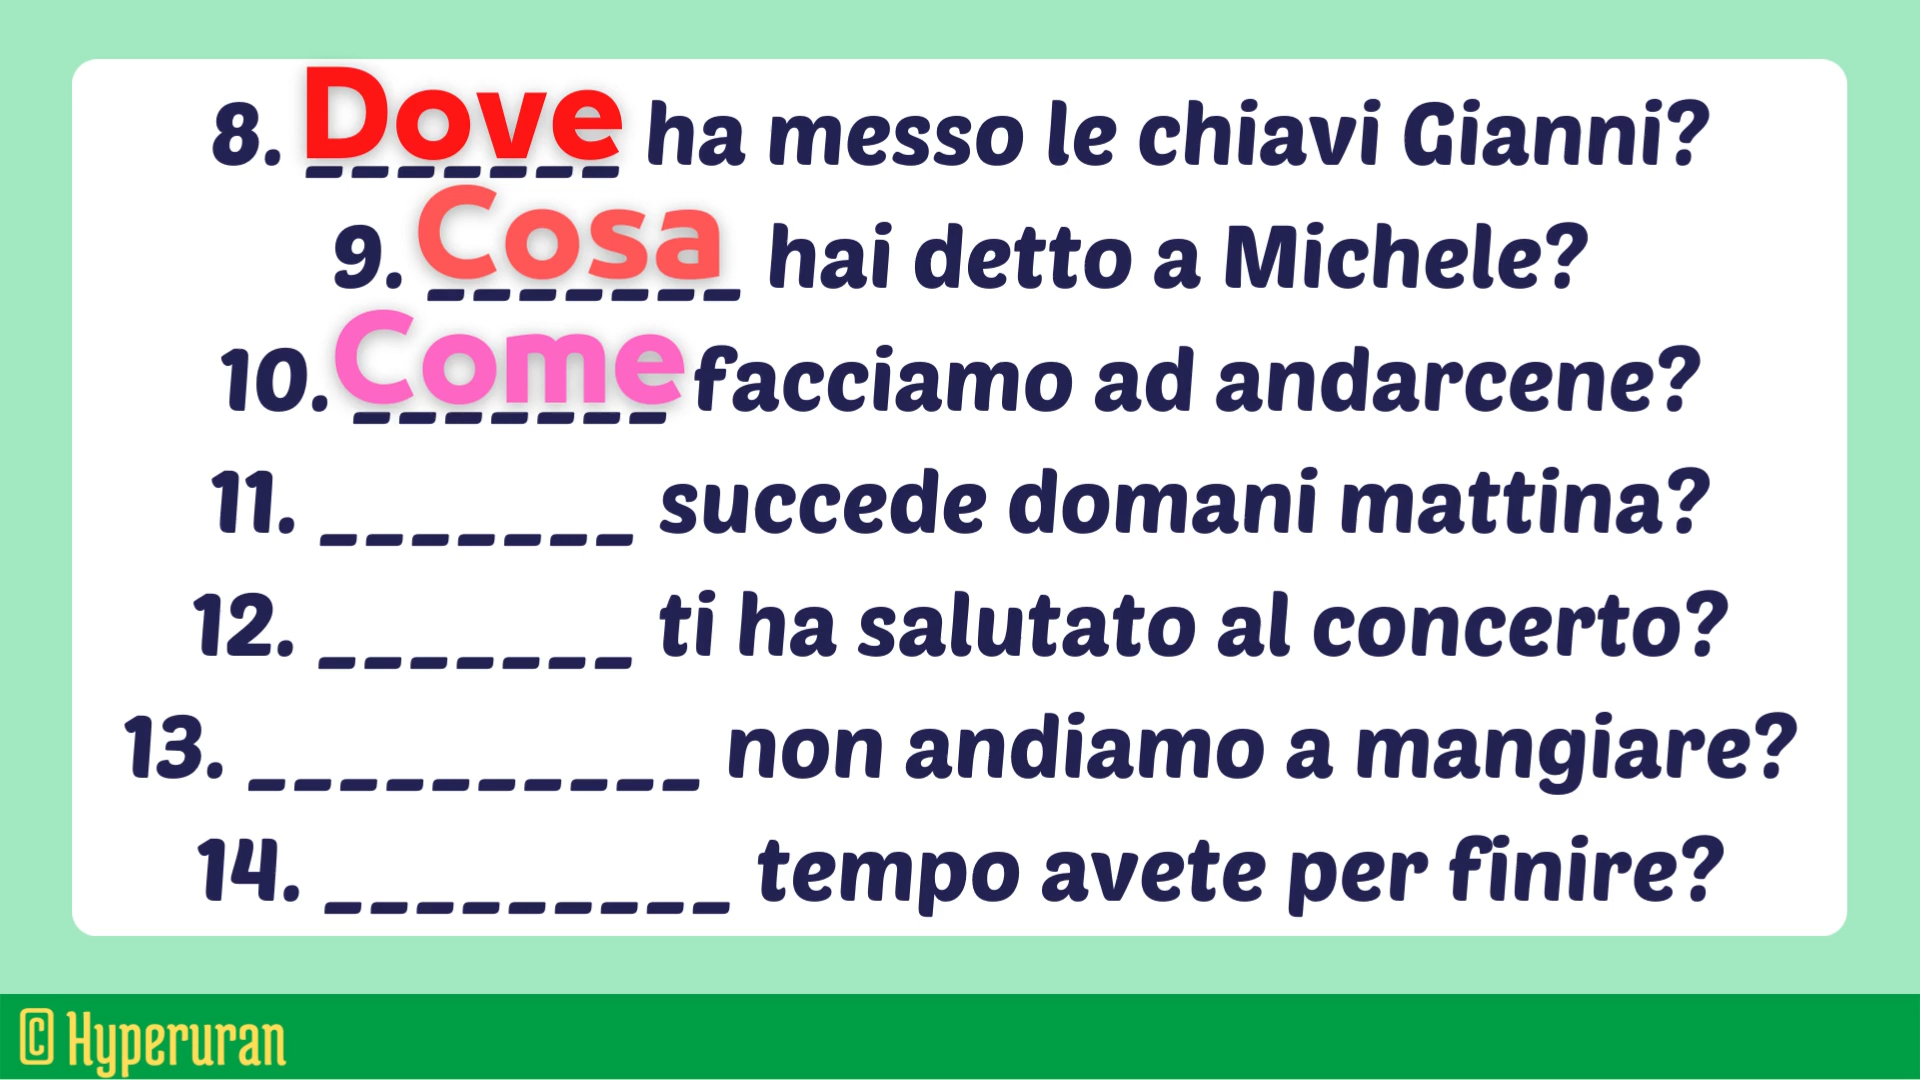 8. Dove ha messo le chiavi Gianni?
9. Cosa hai detto a Michele?
10. Come facciamo ad andarcene?
11. _______ succede domani mattina?
12. _______ ti ha salutato al concerto?
13. __________ non andiamo a mangiare?
14. _________ tempo avete per finire?
© Hyperuran